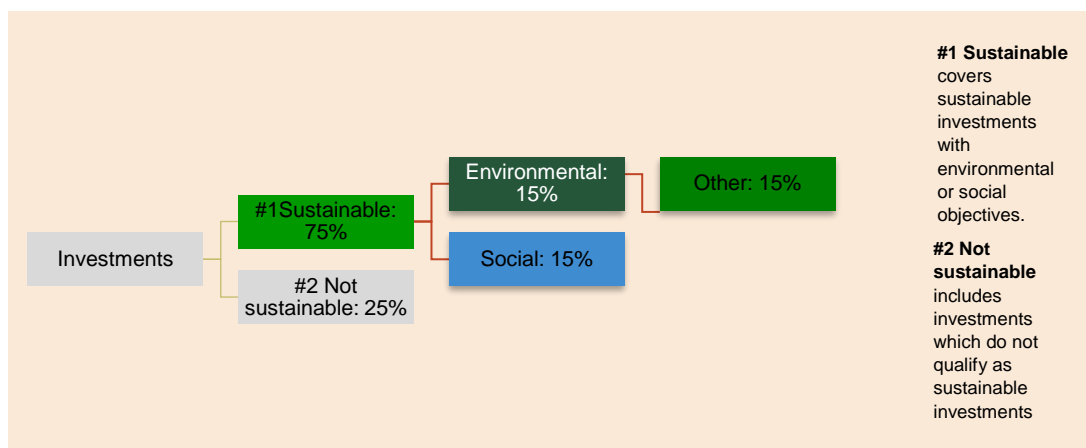 Investments
#1Sustainable:
75%
#2 Not
sustainable: 25%
Environmental:
15%
Social: 15%
Other: 15%
#1 Sustainable
covers
sustainable
investments
with
environmental
or social
objectives.
#2 Not
sustainable
includes
investments
which do not
qualify as
sustainable
investments